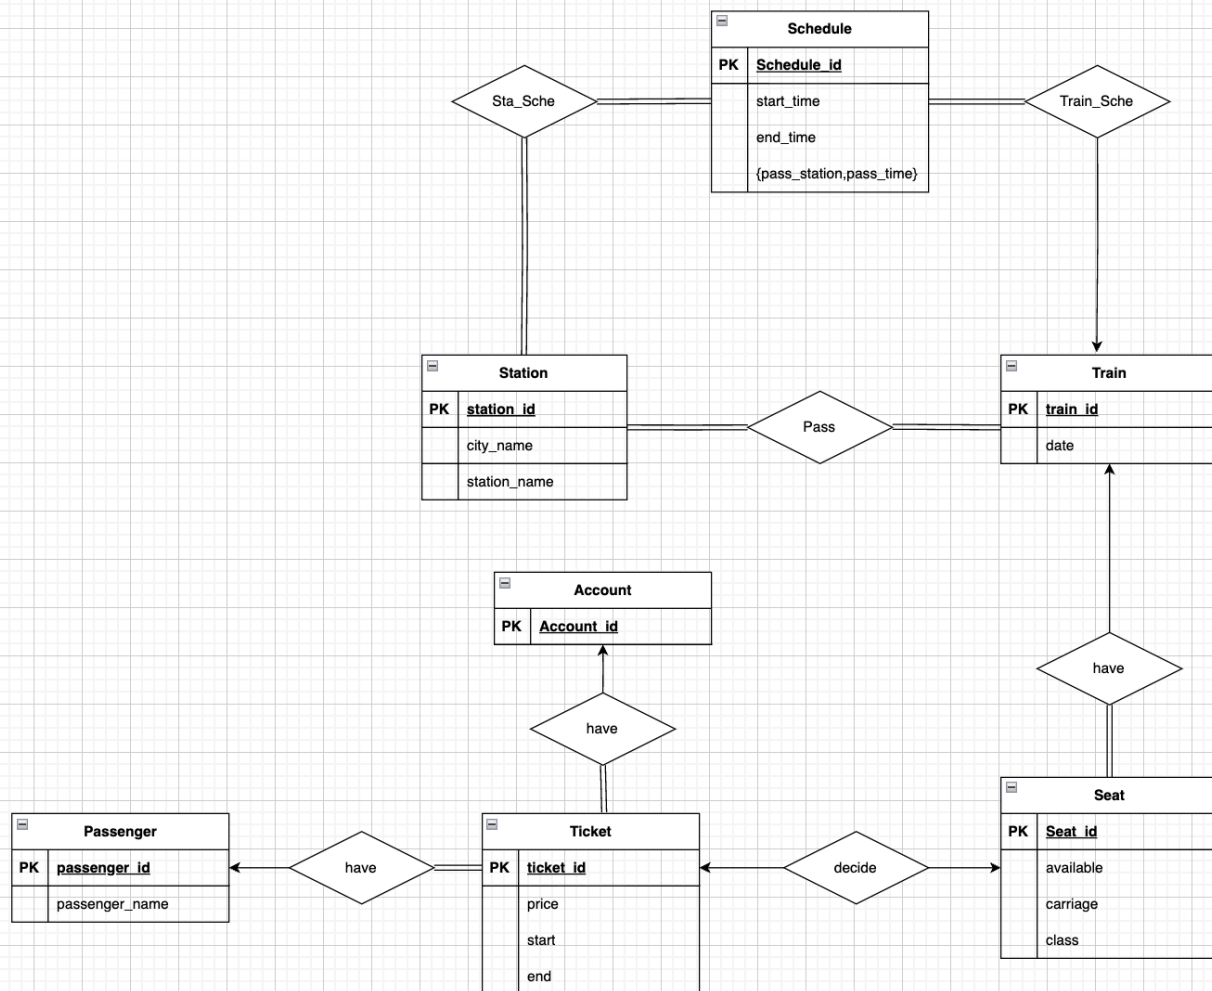 Schedule
PK Schedule_id
start_time
end_time
{pass_station,pass_time}
Sta_Sche
Train_Sche
Station
PK station_id
city_name
station_name
Pass
Train
PK train_id
date
Account
PK Account_id
have
have
Passenger
PK passenger_id
passenger_name
have
Ticket
PK ticket_id
price
start
end
decide
Seat
PK Seat_id
available
carriage
class